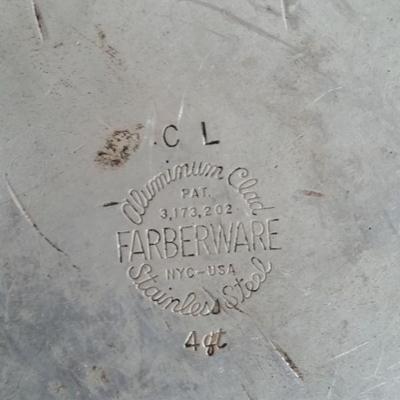 C L
Aluminum Clad
PAT.
3,173,202
FARBERWARE
NYC-USA
Stainless Steel
4qt